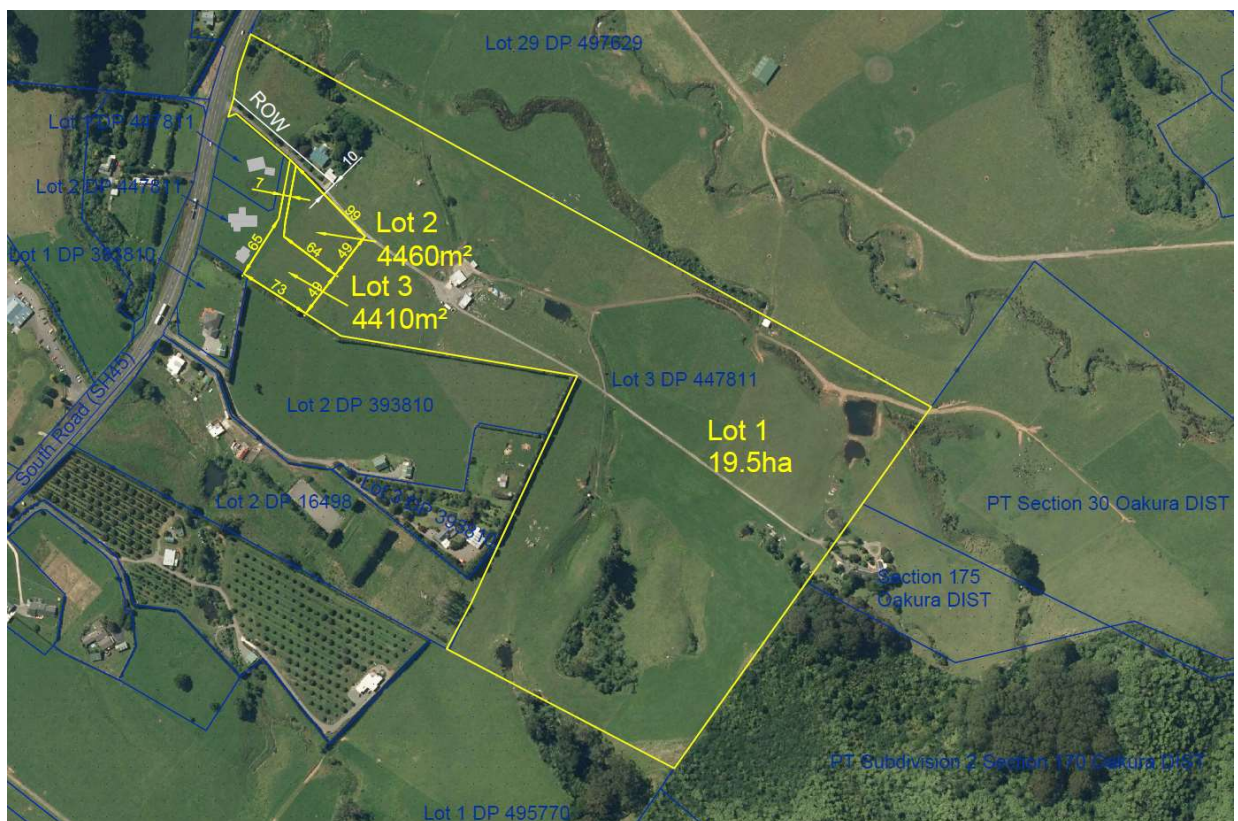 Lot 29 DP 497629
ROW
Lot 1 DP 447811
10
Lot 2 DP 447811
7
99
Lot 2
4460m²
65
64
49
Lot 1 DP 393810
Lot 3
4410m²
73
49
South Road (SH45)
Lot 3 DP 447811
Lot 2 DP 393810
Lot 1
19.5ha
Lot 2 DP 16498
PT Section 30 Oakura DIST
Section 175
Oakura DIST
PT Subdivision 2 Section 170 Oakura DIST
Lot 1 DP 495770